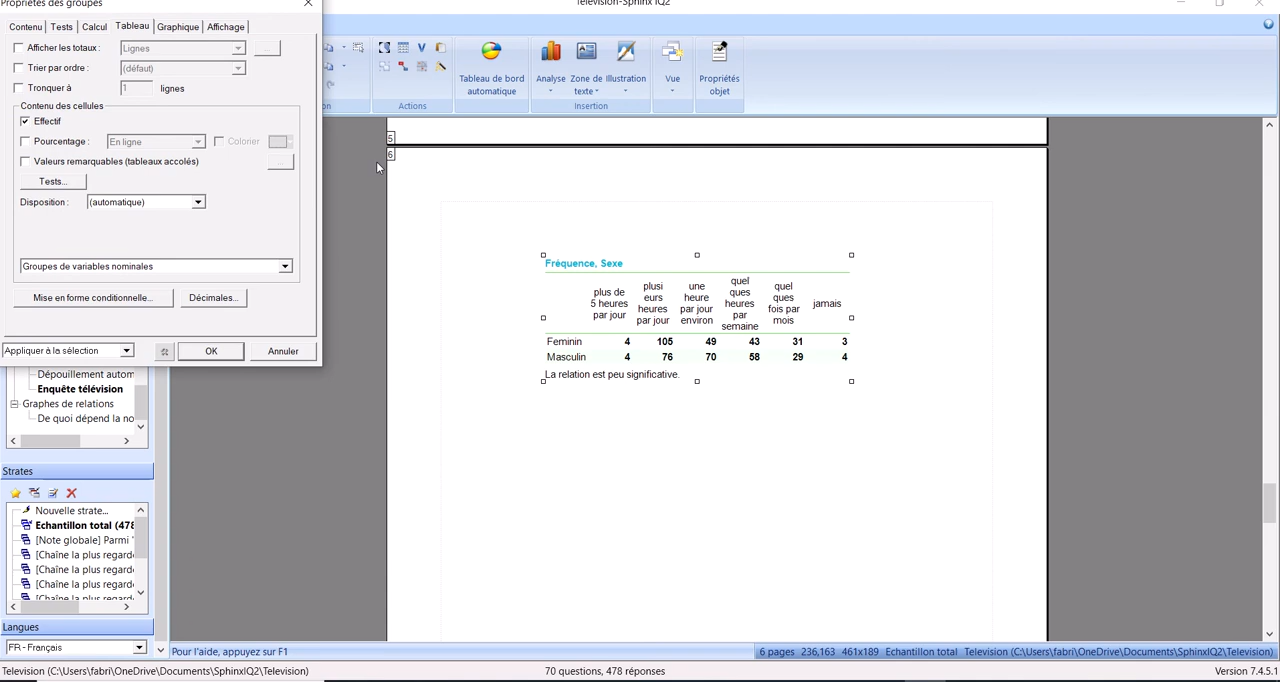 Propriétés des groupes
Television-Sphinx iQ2
Contenu Tests Calcul Tableau Graphique Affichage
Afficher les totaux : Lignes ...
Trier par ordre : (défaut)
Tronquer à 1 lignes
Contenu des cellules
Effectif
Pourcentage : En ligne Colorier
Valeurs remarquables (tableaux accolés) ...
Tests...
Disposition : (automatique)
Groupes de variables nominales
Mise en forme conditionnelle... Décimales...
Appliquer à la sélection OK Annuler
Actions
Tableau de bord automatique
Analyse Zone de texte Illustration
Insertion
Vue
Propriétés objet
5
6
Fréquence, Sexe
plus de 5 heures par jour
plusi eurs heures par jour
une heure par jour environ
quel ques heures par semaine
quel ques fois par mois
jamais
Feminin 4 105 49 43 31 3
Masculin 4 76 70 58 29 4
La relation est peu significative.
Dépouillement autom
Enquête télévision
Graphes de relations
De quoi dépend la no
Strates
Nouvelle strate...
Echantillon total (478
[Note globale] Parmi "
[Chaîne la plus regarde
[Chaîne la plus regarde
[Chaîne la plus regarde
[Chaîne la plus regarde
Langues
FR - Français
Pour l'aide, appuyez sur F1
6 pages 236,163 461x189 Echantillon total Television (C:\Users\fabri\OneDrive\Documents\SphinxIQ2\Television)
Television (C:\Users\fabri\OneDrive\Documents\SphinxIQ2\Television) 70 questions, 478 réponses Version 7.4.5.1